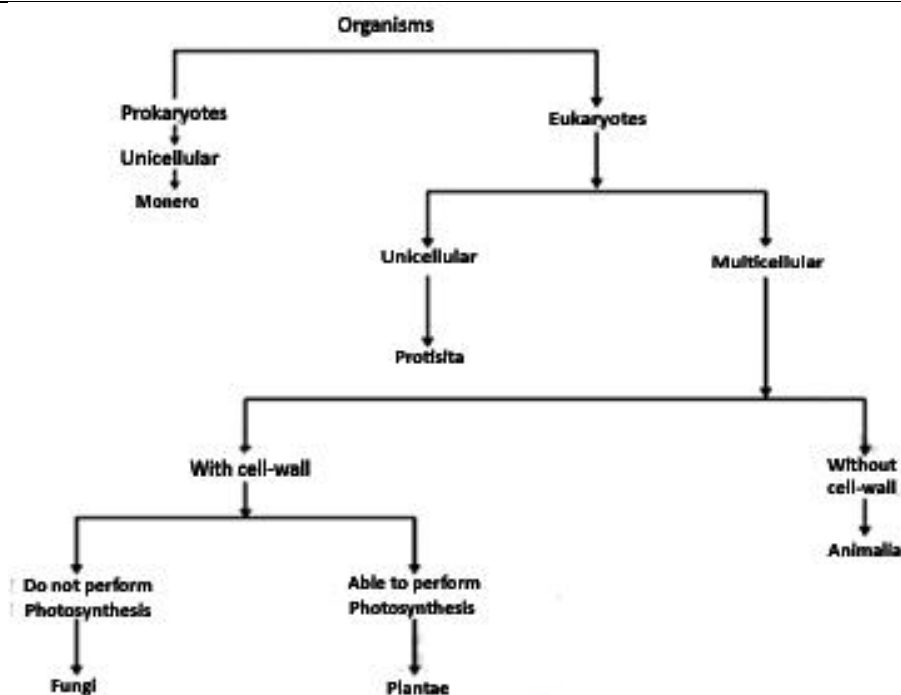 Organisms
Prokaryotes
Eukaryotes
Unicellular
Monero
Unicellular
Multicellular
Protisita
With cell-wall
Without
cell-wall
Animalia
Do not perform
Photosynthesis
Able to perform
Photosynthesis
Fungi
Plantae